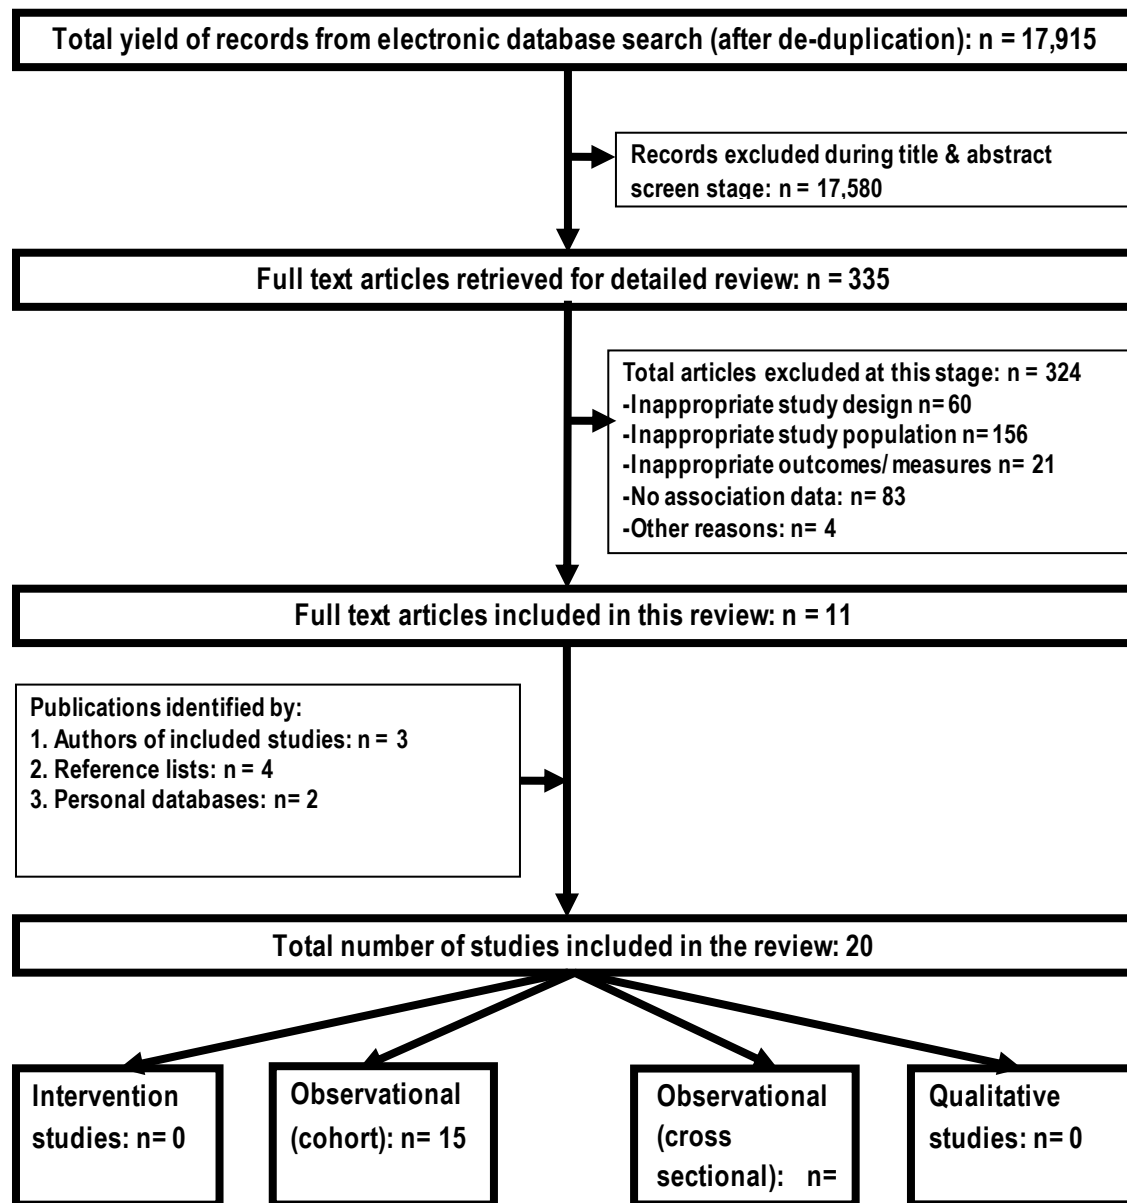 Total yield of records from electronic database search (after de-duplication): n = 17,915
Records excluded during title & abstract
screen stage: n = 17,580
Full text articles retrieved for detailed review: n = 335
Total articles excluded at this stage: n = 324
-Inappropriate study design n= 60
-Inappropriate study population n= 156
-Inappropriate outcomes/ measures n= 21
-No association data: n= 83
-Other reasons: n= 4
Full text articles included in this review: n = 11
Publications identified by:
1. Authors of included studies: n = 3
2. Reference lists: n = 4
3. Personal databases: n= 2
Total number of studies included in the review: 20
Intervention
studies: n= 0
Observational
(cohort): n= 15
Observational
(cross
sectional): n=
Qualitative
studies: n= 0